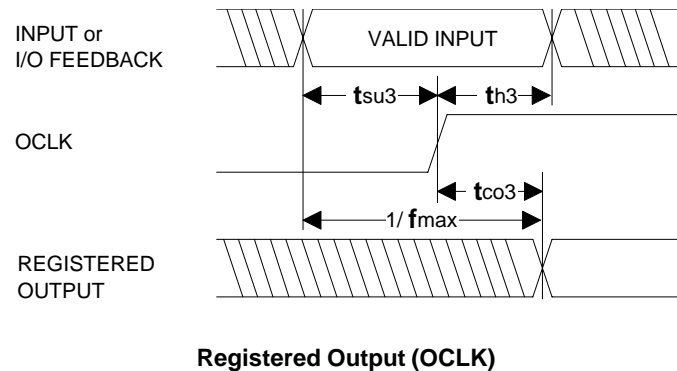 INPUT or
I/O FEEDBACK
VALID INPUT
tsu3
th3
OCLK
tco3
1/ fmax
REGISTERED
OUTPUT
Registered Output (OCLK)